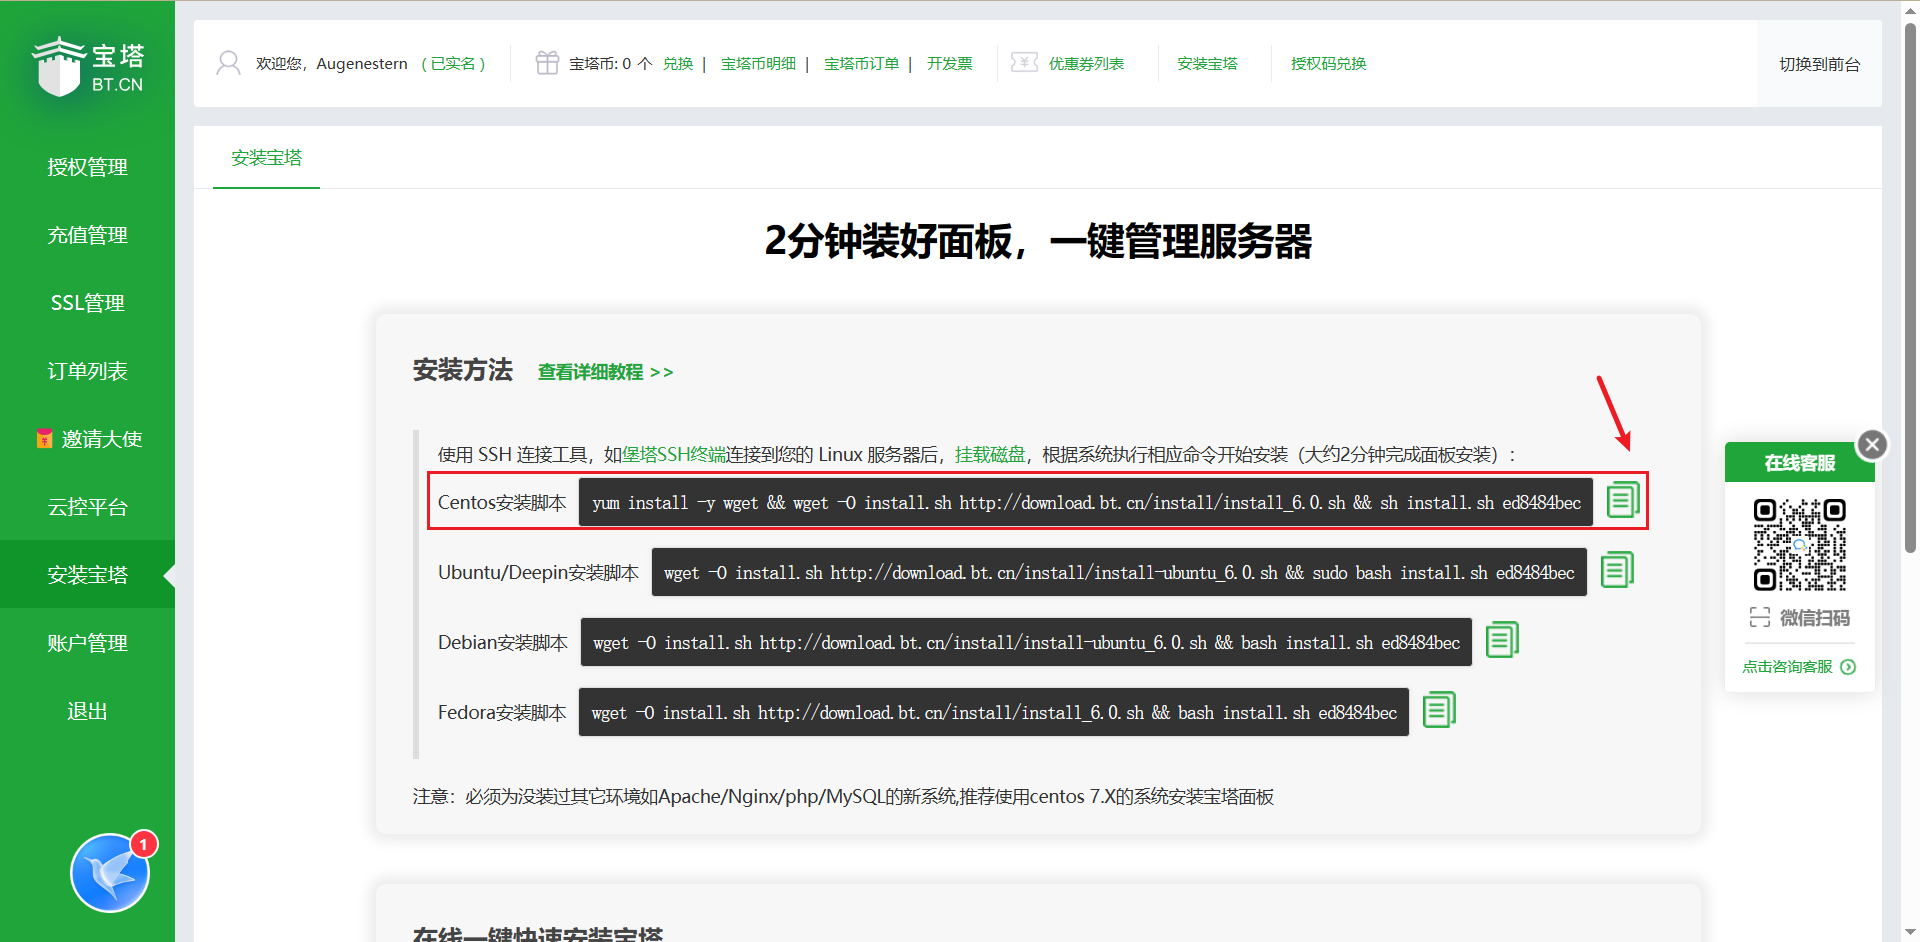 宝塔
BT.CN
授权管理
充值管理
SSL管理
订单列表
邀请大使
云控平台
安装宝塔
账户管理
退出
1
欢迎您，Augenestern （已实名）
宝塔币: 0 个 兑换 | 宝塔币明细 | 宝塔币订单 | 开发票
优惠券列表
安装宝塔
授权码兑换
切换到前台
安装宝塔
2分钟装好面板，一键管理服务器
安装方法 查看详细教程 >>
使用 SSH 连接工具，如堡塔SSH终端连接到您的 Linux 服务器后，挂载磁盘，根据系统执行相应命令开始安装（大约2分钟完成面板安装）：
Centos安装脚本 yum install -y wget && wget -O install.sh http://download.bt.cn/install/install_6.0.sh && sh install.sh ed8484bec
Ubuntu/Deepin安装脚本 wget -O install.sh http://download.bt.cn/install/install-ubuntu_6.0.sh && sudo bash install.sh ed8484bec
Debian安装脚本 wget -O install.sh http://download.bt.cn/install/install-ubuntu_6.0.sh && bash install.sh ed8484bec
Fedora安装脚本 wget -O install.sh http://download.bt.cn/install/install_6.0.sh && bash install.sh ed8484bec
注意：必须为没装过其它环境如Apache/Nginx/php/MySQL的新系统,推荐使用centos 7.X的系统安装宝塔面板
在线一键快速安装宝塔
在线客服
微信扫码
点击咨询客服